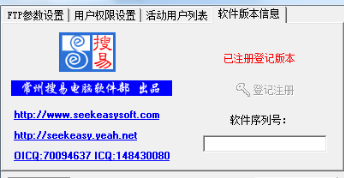 FTP参数设置 用户权限设置 活动用户列表 软件版本信息
搜易
已注册登记版本
常州搜易电脑软件部 出品
登记注册
http://www.seekeasysoft.com
软件序列号:
http://seekeasy.yeah.net
OICQ:70094637 ICQ:148430080